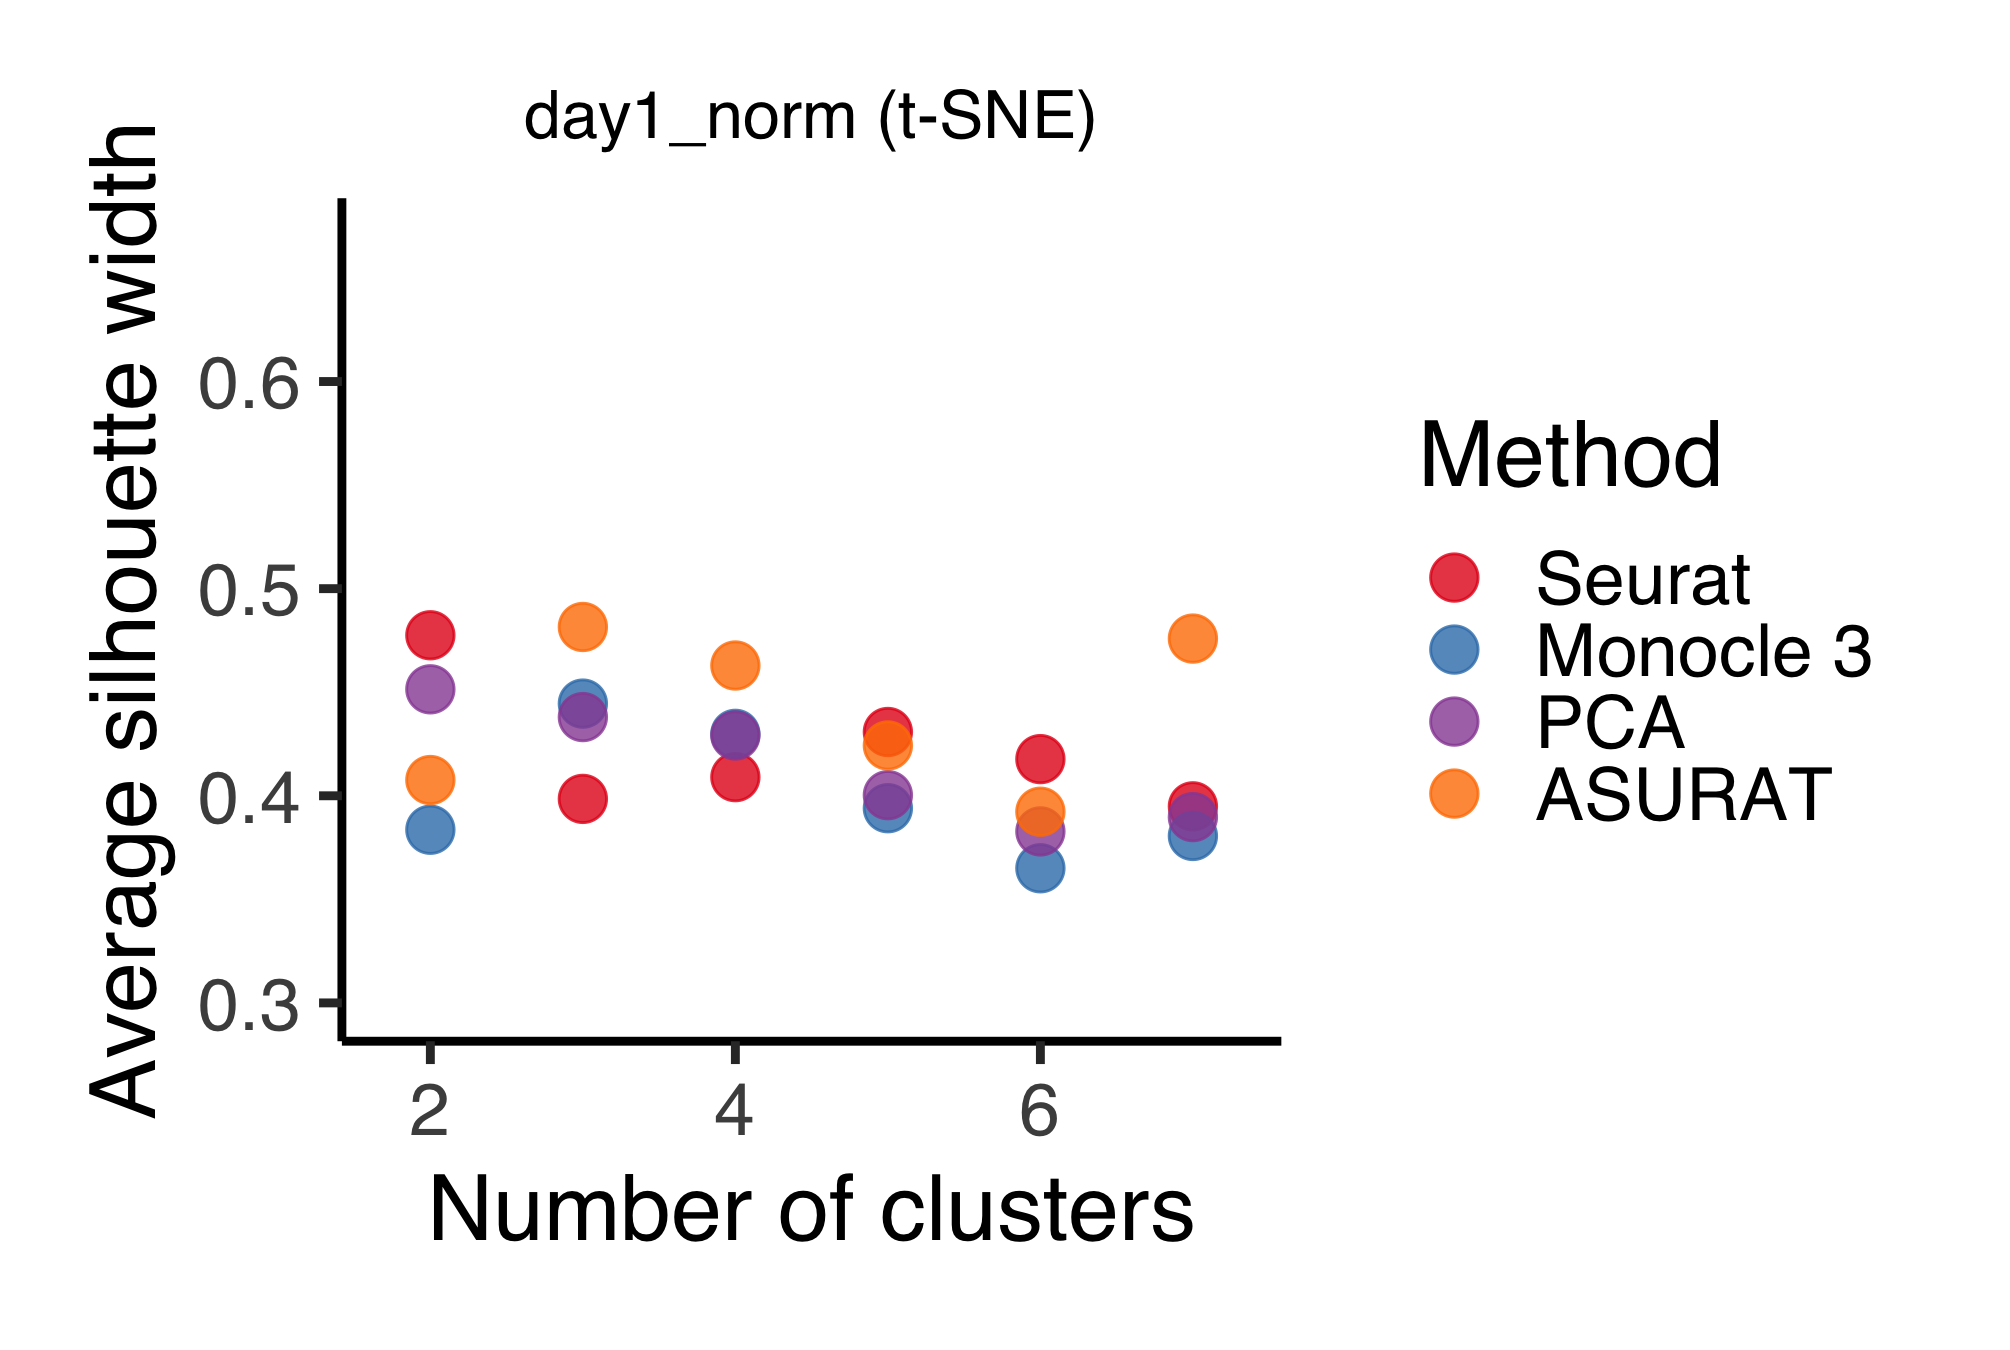 day1_norm (t-SNE)
Average silhouette width
0.6
0.5
0.4
0.3
2 4 6
Number of clusters
Method
Seurat
Monocle 3
PCA
ASURAT